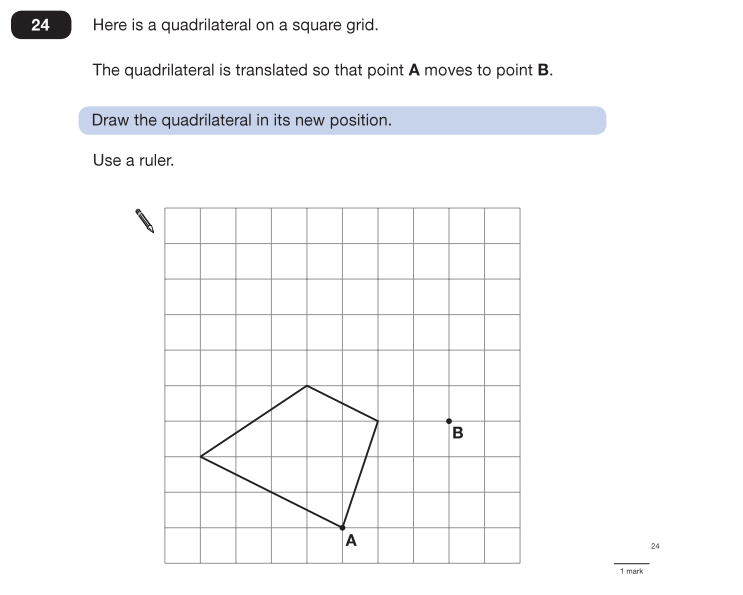 24
Here is a quadrilateral on a square grid.
The quadrilateral is translated so that point A moves to point B.
Draw the quadrilateral in its new position.
Use a ruler.
B
A
24
1 mark